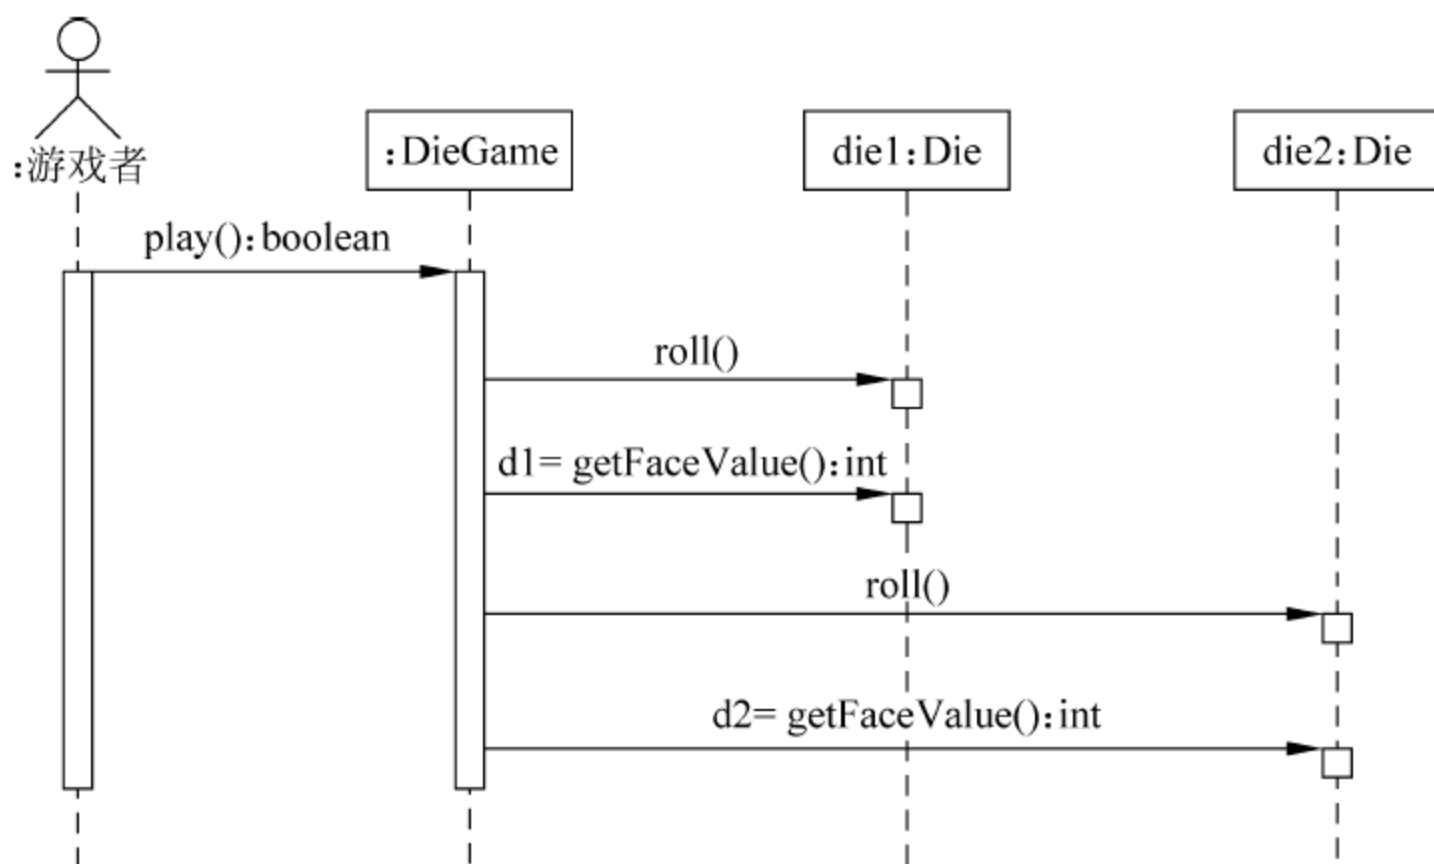 :游戏者
:DieGame
die1:Die
die2:Die
play():boolean
roll()
d1= getFaceValue():int
roll()
d2= getFaceValue():int